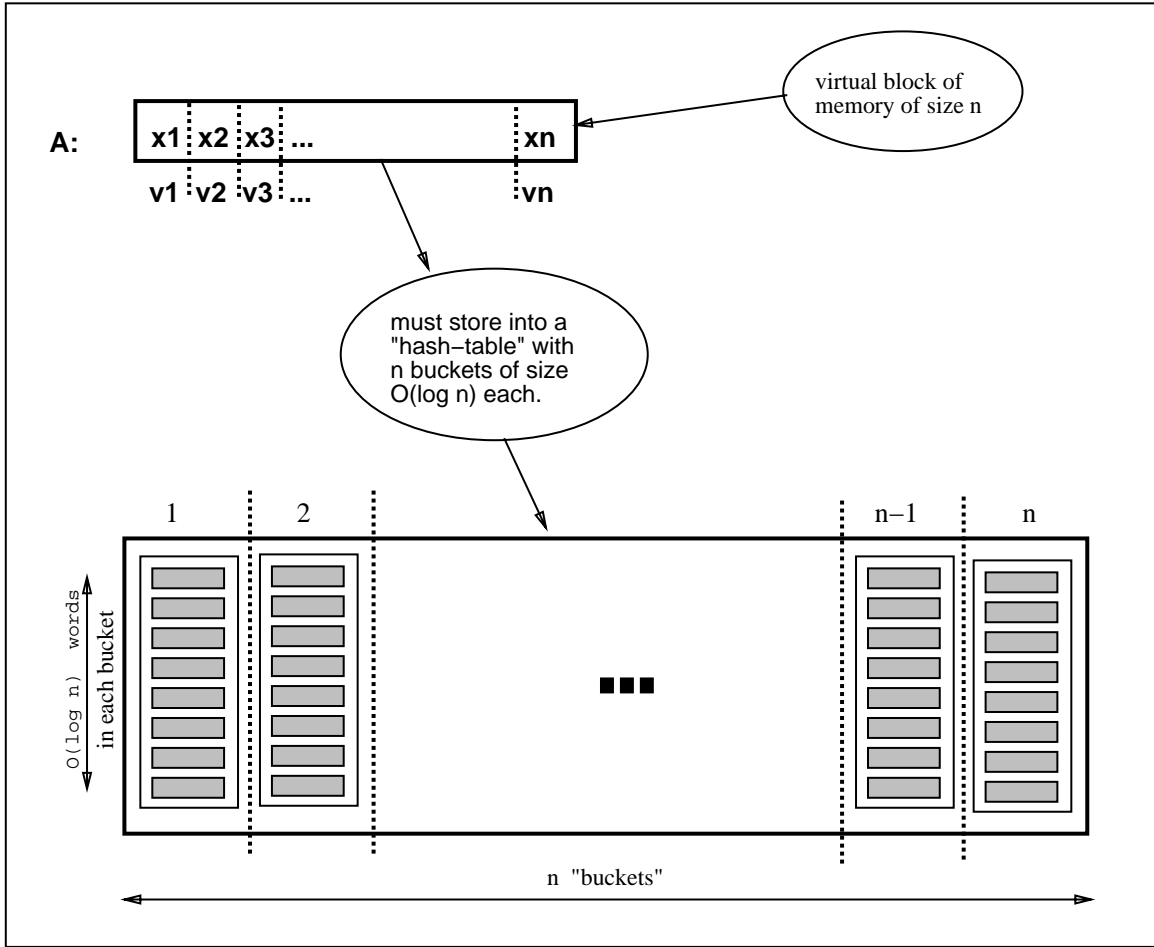 virtual block of
memory of size n
A: x1 x2 x3 ... xn
v1 v2 v3 ... vn
must store into a
"hash−table" with
n buckets of size
O(log n) each.
1 2 n−1 n
O(log n) words
in each bucket
n "buckets"